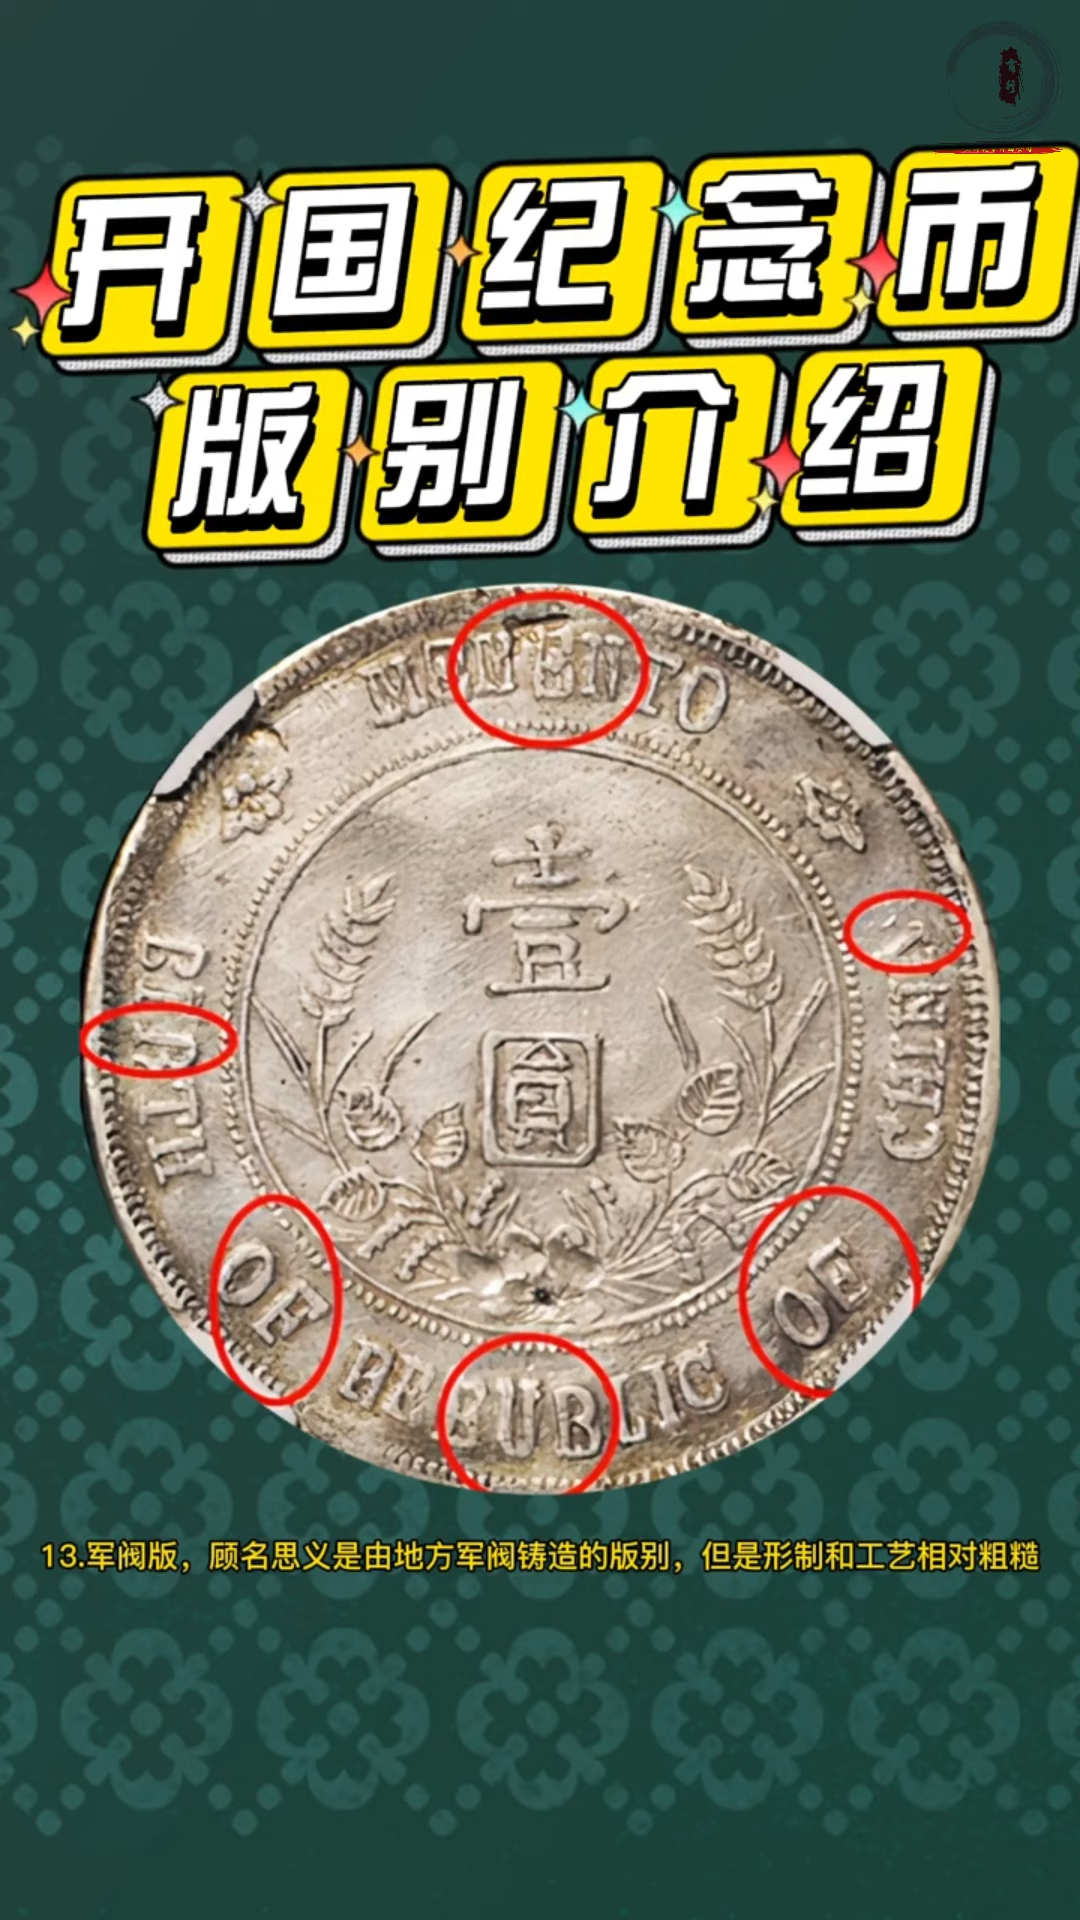 开国纪念币
版别介绍
MEMENTO
壹
圓
BIRTH
OF
REPUBLIC
OE
CHINA
13.军阀版，顾名思义是由地方军阀铸造的版别，但是形制和工艺相对粗糙